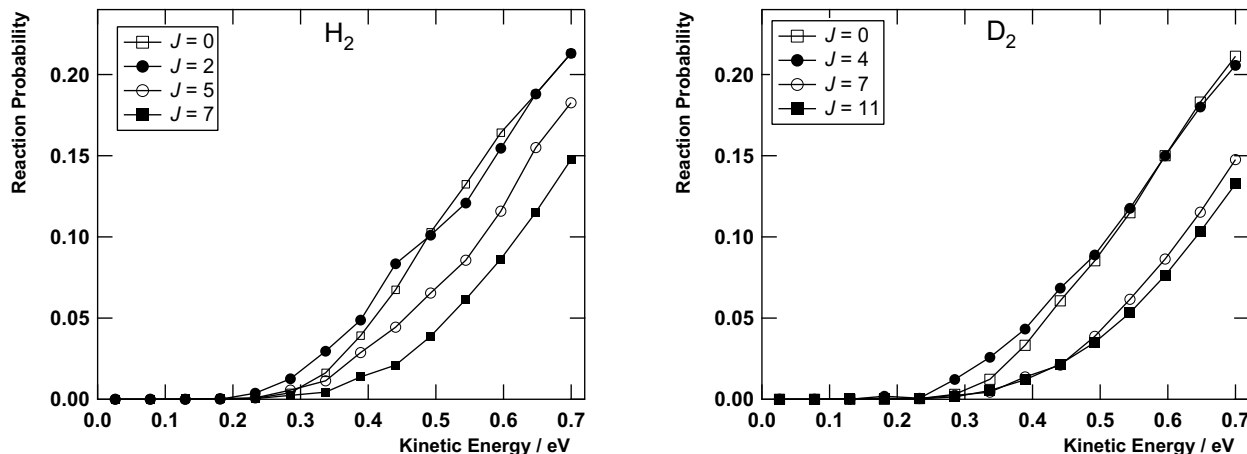 H2
J = 0
J = 2
J = 5
J = 7
Reaction Probability
0.20
0.15
0.10
0.05
0.00
0.0 0.1 0.2 0.3 0.4 0.5 0.6 0.7
Kinetic Energy / eV
D2
J = 0
J = 4
J = 7
J = 11
Reaction Probability
0.20
0.15
0.10
0.05
0.00
0.0 0.1 0.2 0.3 0.4 0.5 0.6 0.7
Kinetic Energy / eV